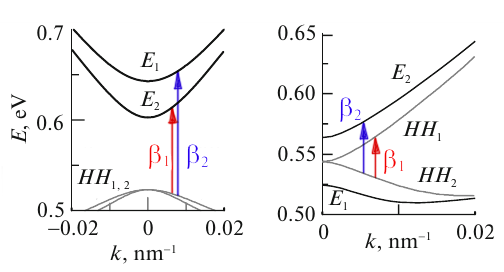 0.7
0.6
0.5
E, eV
E₁
E₂
β₁
β₂
HH₁, ₂
−0.02
0
0.02
k, nm⁻¹
0.65
0.60
0.55
0.50
E₂
β₂
HH₁
β₁
HH₂
E₁
0
0.02
k, nm⁻¹